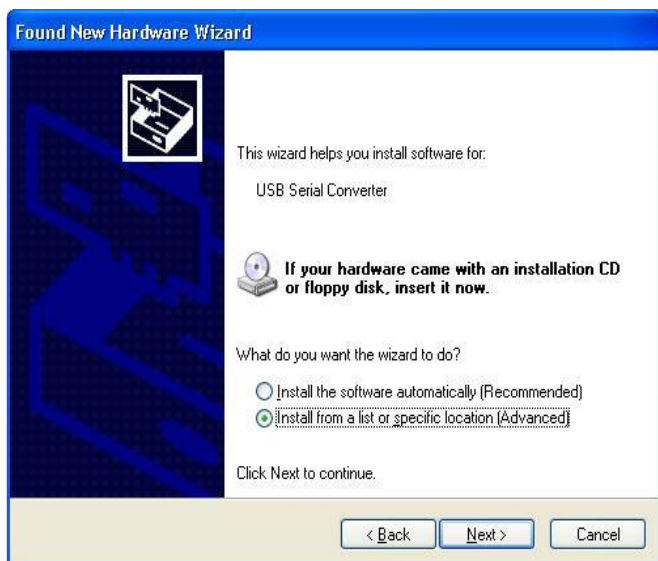 Found New Hardware Wizard
This wizard helps you install software for:
USB Serial Converter
If your hardware came with an installation CD
or floppy disk, insert it now.
What do you want the wizard to do?
Install the software automatically (Recommended)
Install from a list or specific location (Advanced)
Click Next to continue.
< Back
Next >
Cancel